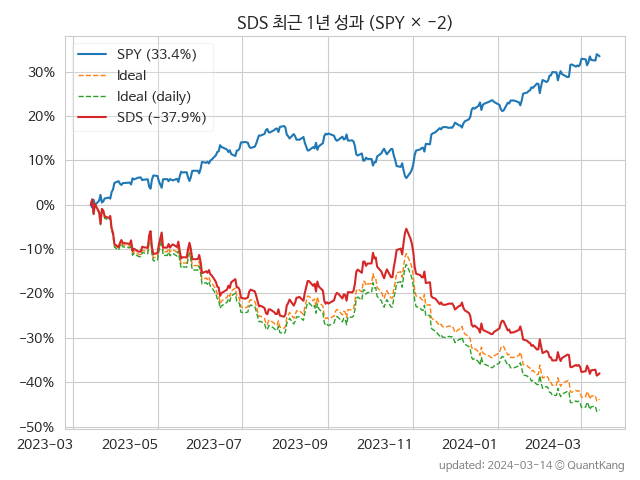 SDS 최근 1년 성과 (SPY × −2)
SPY (33.4%)
Ideal
Ideal (daily)
SDS (−37.9%)
30%
20%
10%
0%
−10%
−20%
−30%
−40%
−50%
2023-03 2023-05 2023-07 2023-09 2023-11 2024-01 2024-03
updated: 2024-03-14 © QuantKang